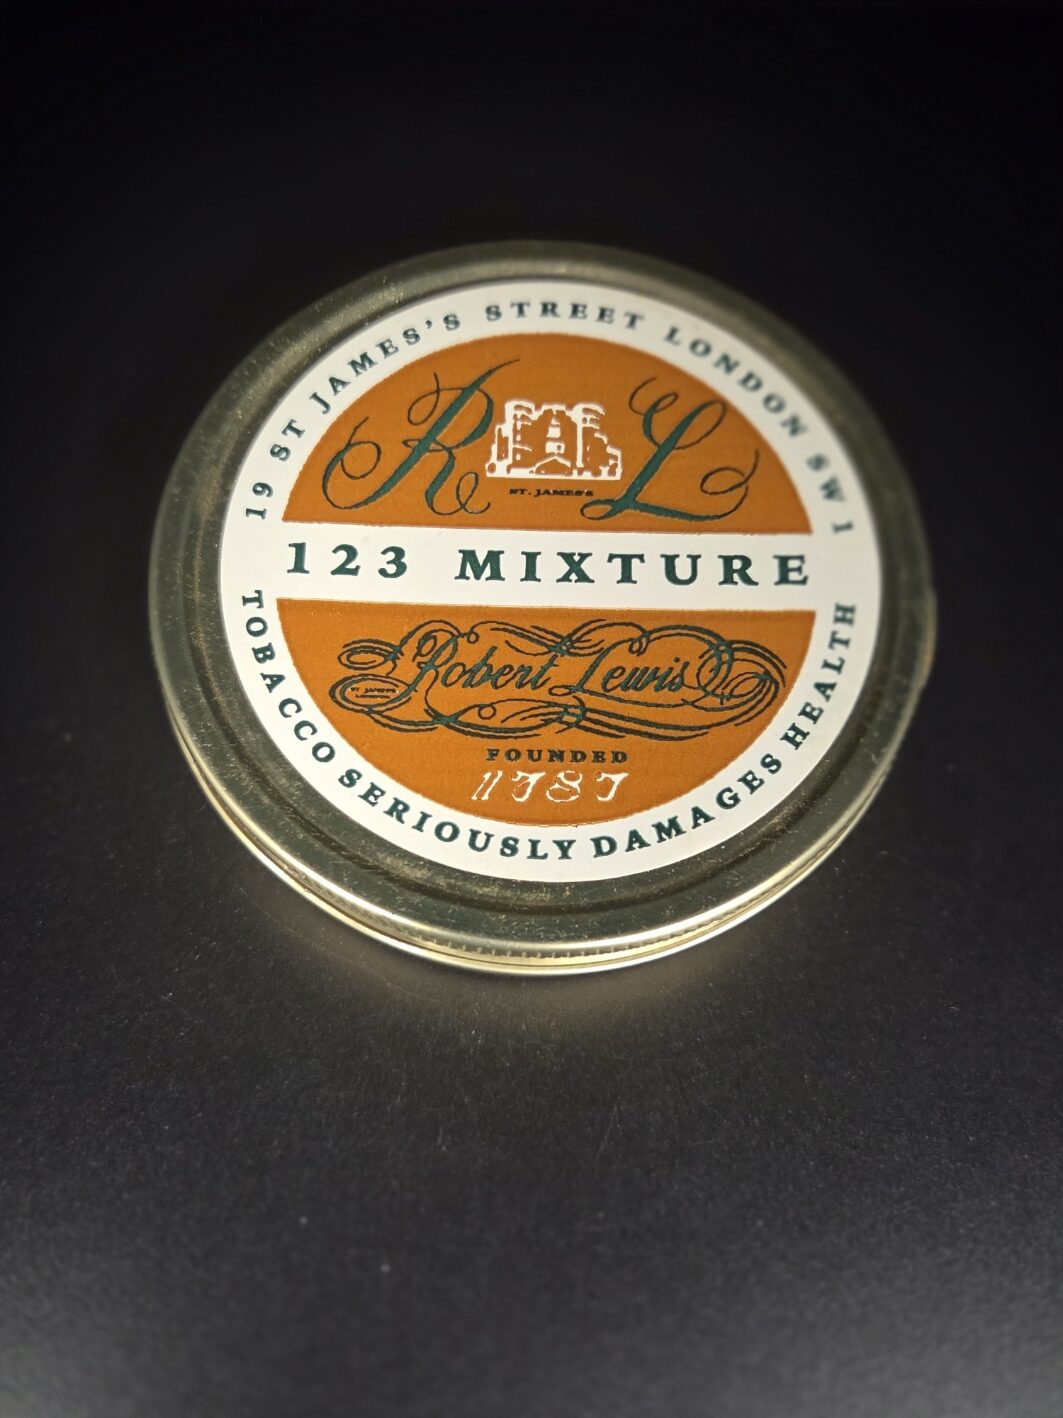 19 ST JAMES'S STREET LONDON SW1
R L
ST. JAMES'S
123 MIXTURE
Robert Lewis
FOUNDED
1787
TOBACCO SERIOUSLY DAMAGES HEALTH